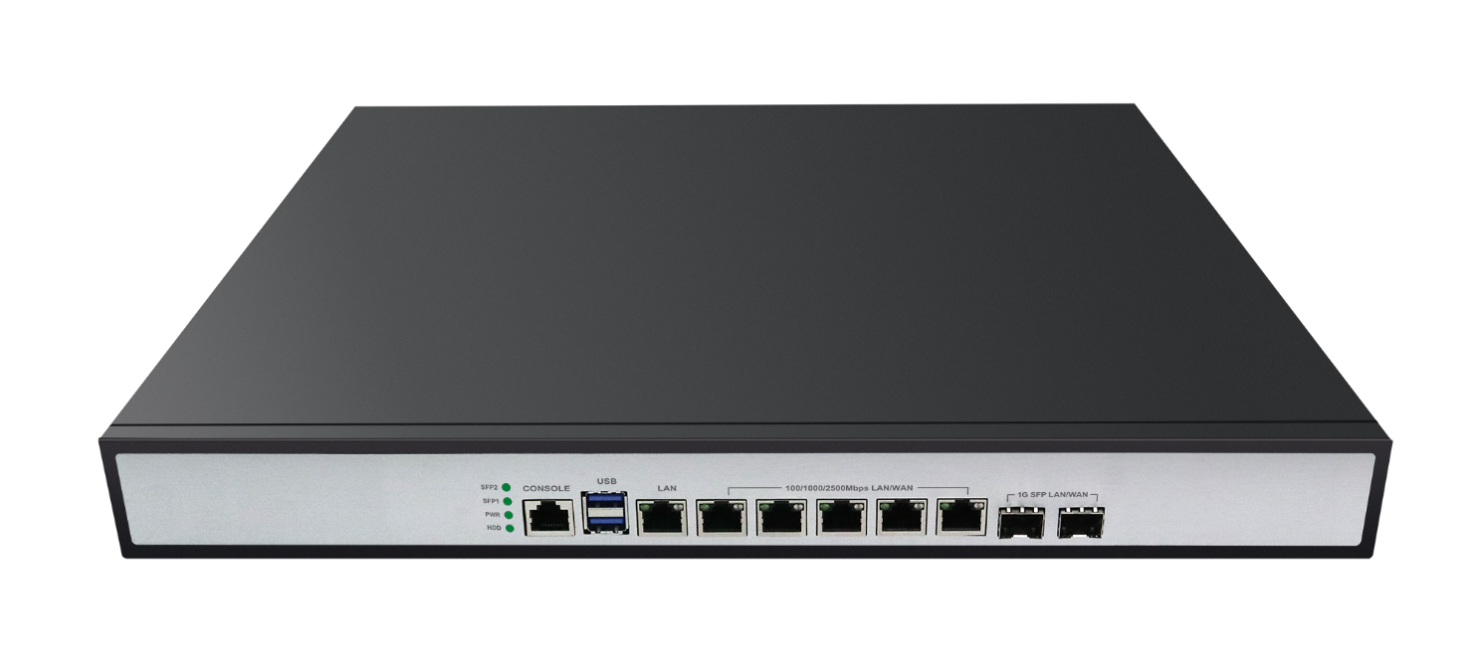 SFP2
SFP1
PWR
HDD
CONSOLE
USB
LAN
100/1000/2500Mbps LAN/WAN
1G SFP LAN/WAN